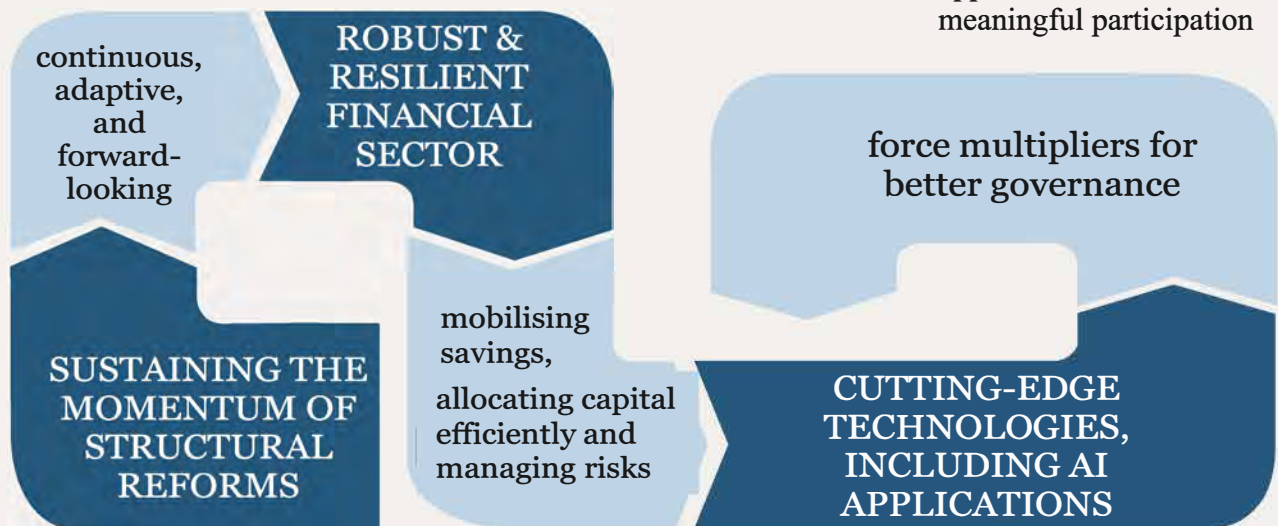 meaningful participation
continuous,
adaptive,
and
forward-
looking
ROBUST &
RESILIENT
FINANCIAL
SECTOR
force multipliers for
better governance
SUSTAINING THE
MOMENTUM OF
STRUCTURAL
REFORMS
mobilising
savings,
allocating capital
efficiently and
managing risks
CUTTING-EDGE
TECHNOLOGIES,
INCLUDING AI
APPLICATIONS